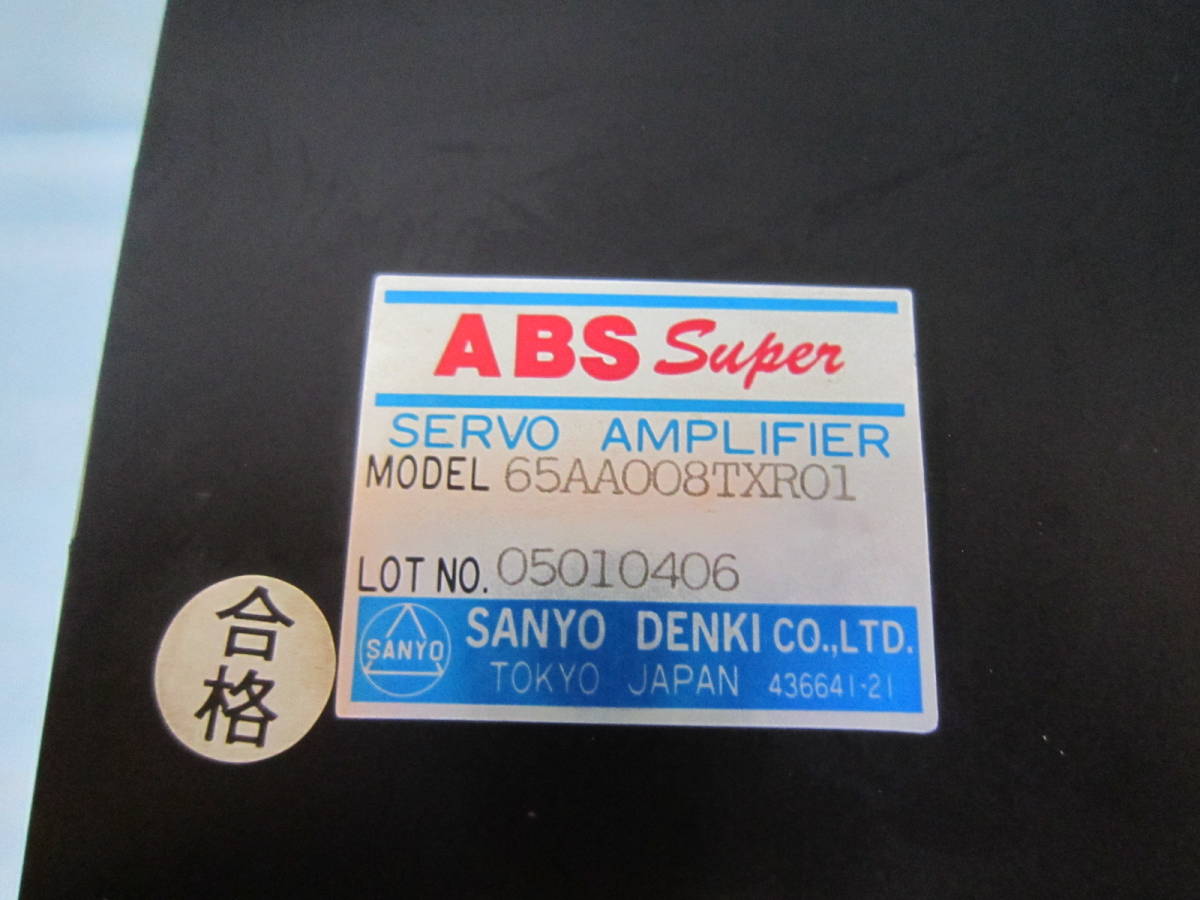 ABS Super
SERVO AMPLIFIER
MODEL 65AA008TXR01
LOT NO. 05010406
SANYO
SANYO DENKI CO.,LTD.
TOKYO JAPAN 436641-21
合格